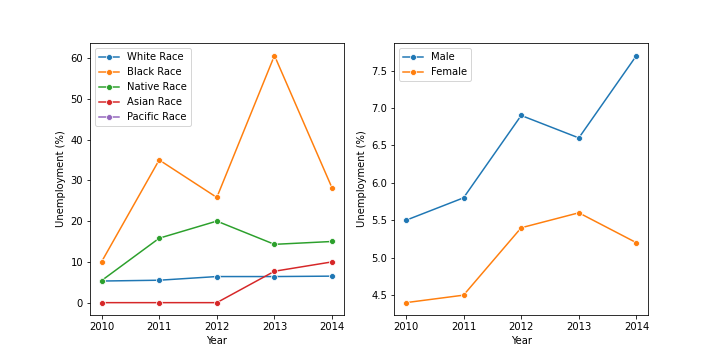 White Race
Black Race
Native Race
Asian Race
Pacific Race
60
50
40
30
20
10
0
Unemployment (%)
2010 2011 2012 2013 2014
Year
Male
Female
7.5
7.0
6.5
6.0
5.5
5.0
4.5
Unemployment (%)
2010 2011 2012 2013 2014
Year